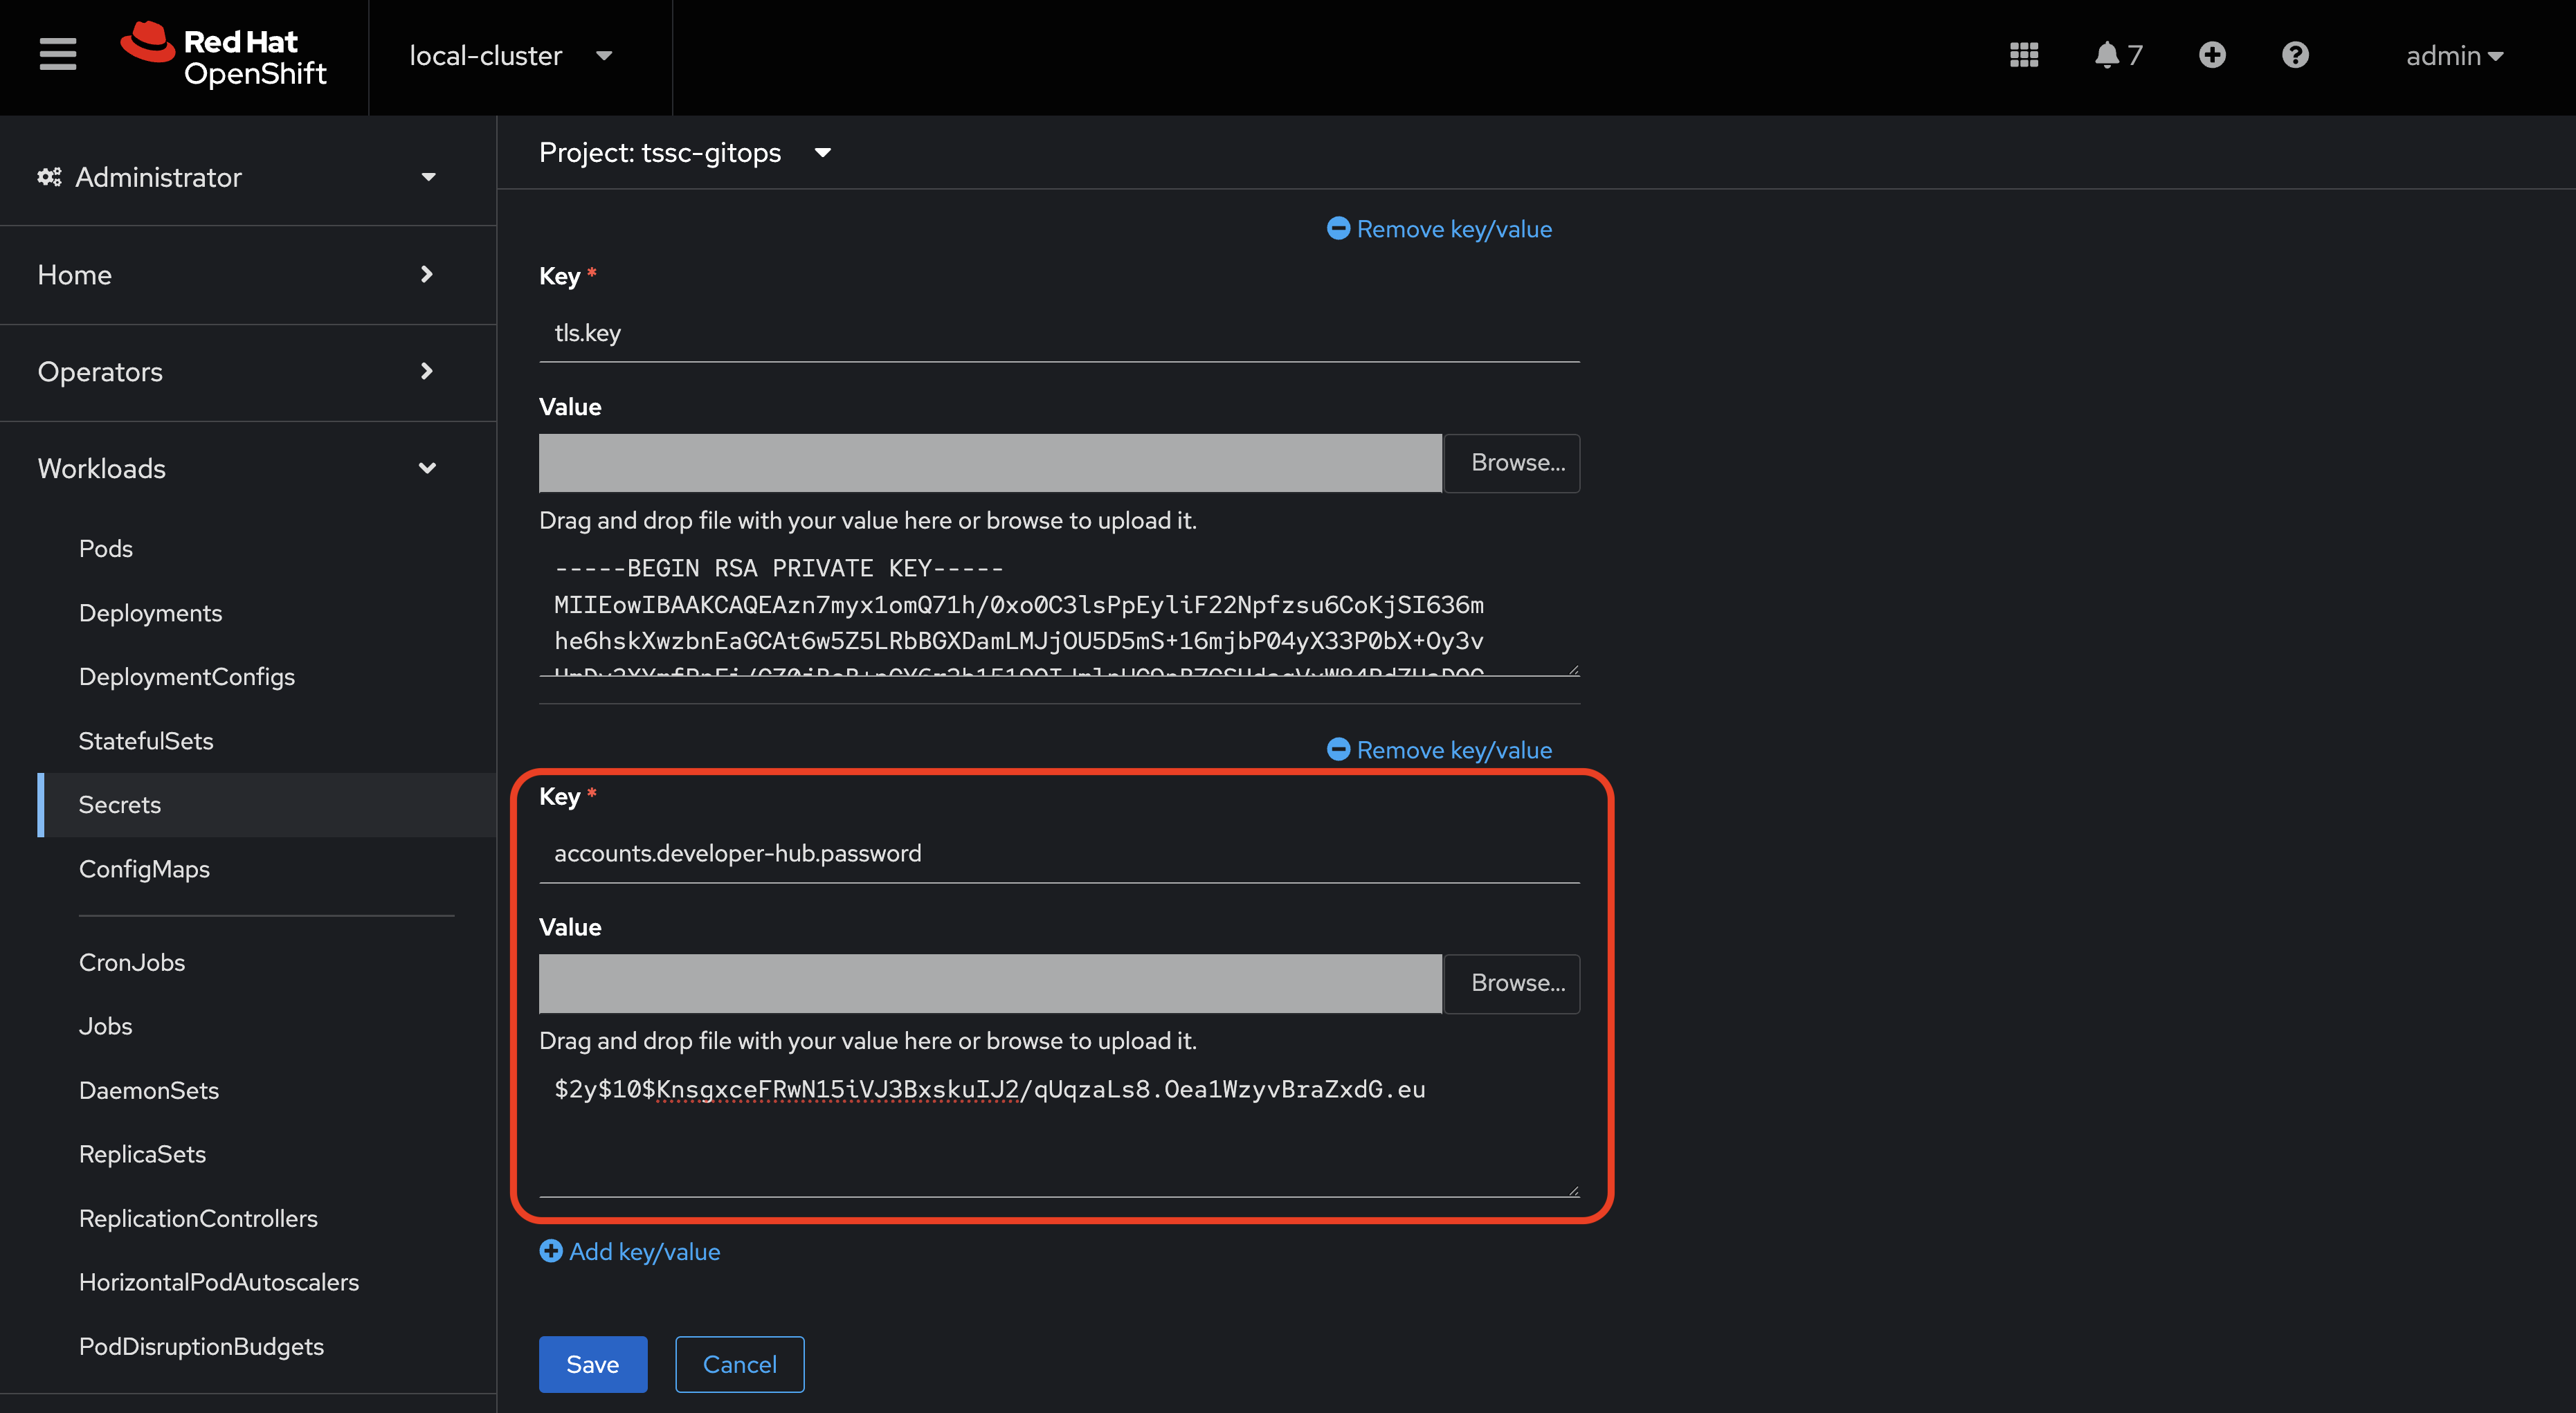 Red Hat
OpenShift
local-cluster
7
admin
Administrator
Home
Operators
Workloads
Pods
Deployments
DeploymentConfigs
StatefulSets
Secrets
ConfigMaps
CronJobs
Jobs
DaemonSets
ReplicaSets
ReplicationControllers
HorizontalPodAutoscalers
PodDisruptionBudgets
Project: tssc-gitops
Remove key/value
Key *
tls.key
Value
Browse...
Drag and drop file with your value here or browse to upload it.
-----BEGIN RSA PRIVATE KEY-----
MIIEowIBAAKCAQEAzn7myx1omQ71h/0xo0C3lsPpEyliF22Npfzsu6CoKjSI636m
he6hskXwzbnEaGCAt6w5Z5LRbBGXDamLMJjOU5D5mS+16mjbP04yX33P0bX+Oy3v
Remove key/value
Key *
accounts.developer-hub.password
Value
Browse...
Drag and drop file with your value here or browse to upload it.
$2y$10$KnsgxceFRwN15iVJ3BxskuIJ2/qUqzaLs8.Oea1WzyvBraZxdG.eu
Add key/value
Save
Cancel